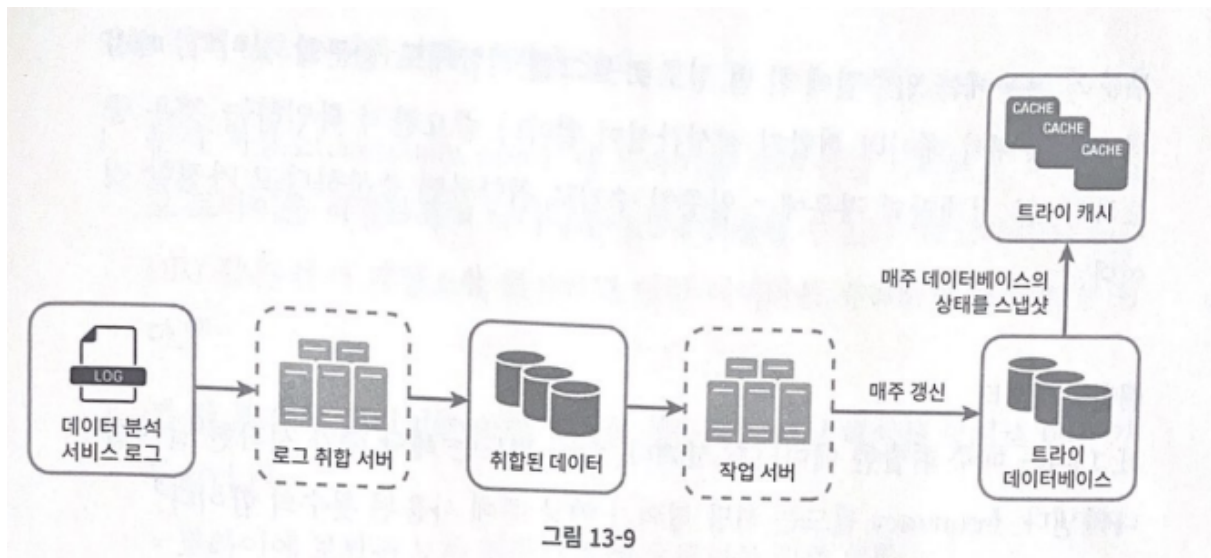 CACHE
CACHE
CACHE
트라이 캐시
매주 데이터베이스의
상태를 스냅샷
LOG
데이터 분석
서비스 로그
로그 취합 서버
취합된 데이터
작업 서버
매주 갱신
트라이
데이터베이스
그림 13-9